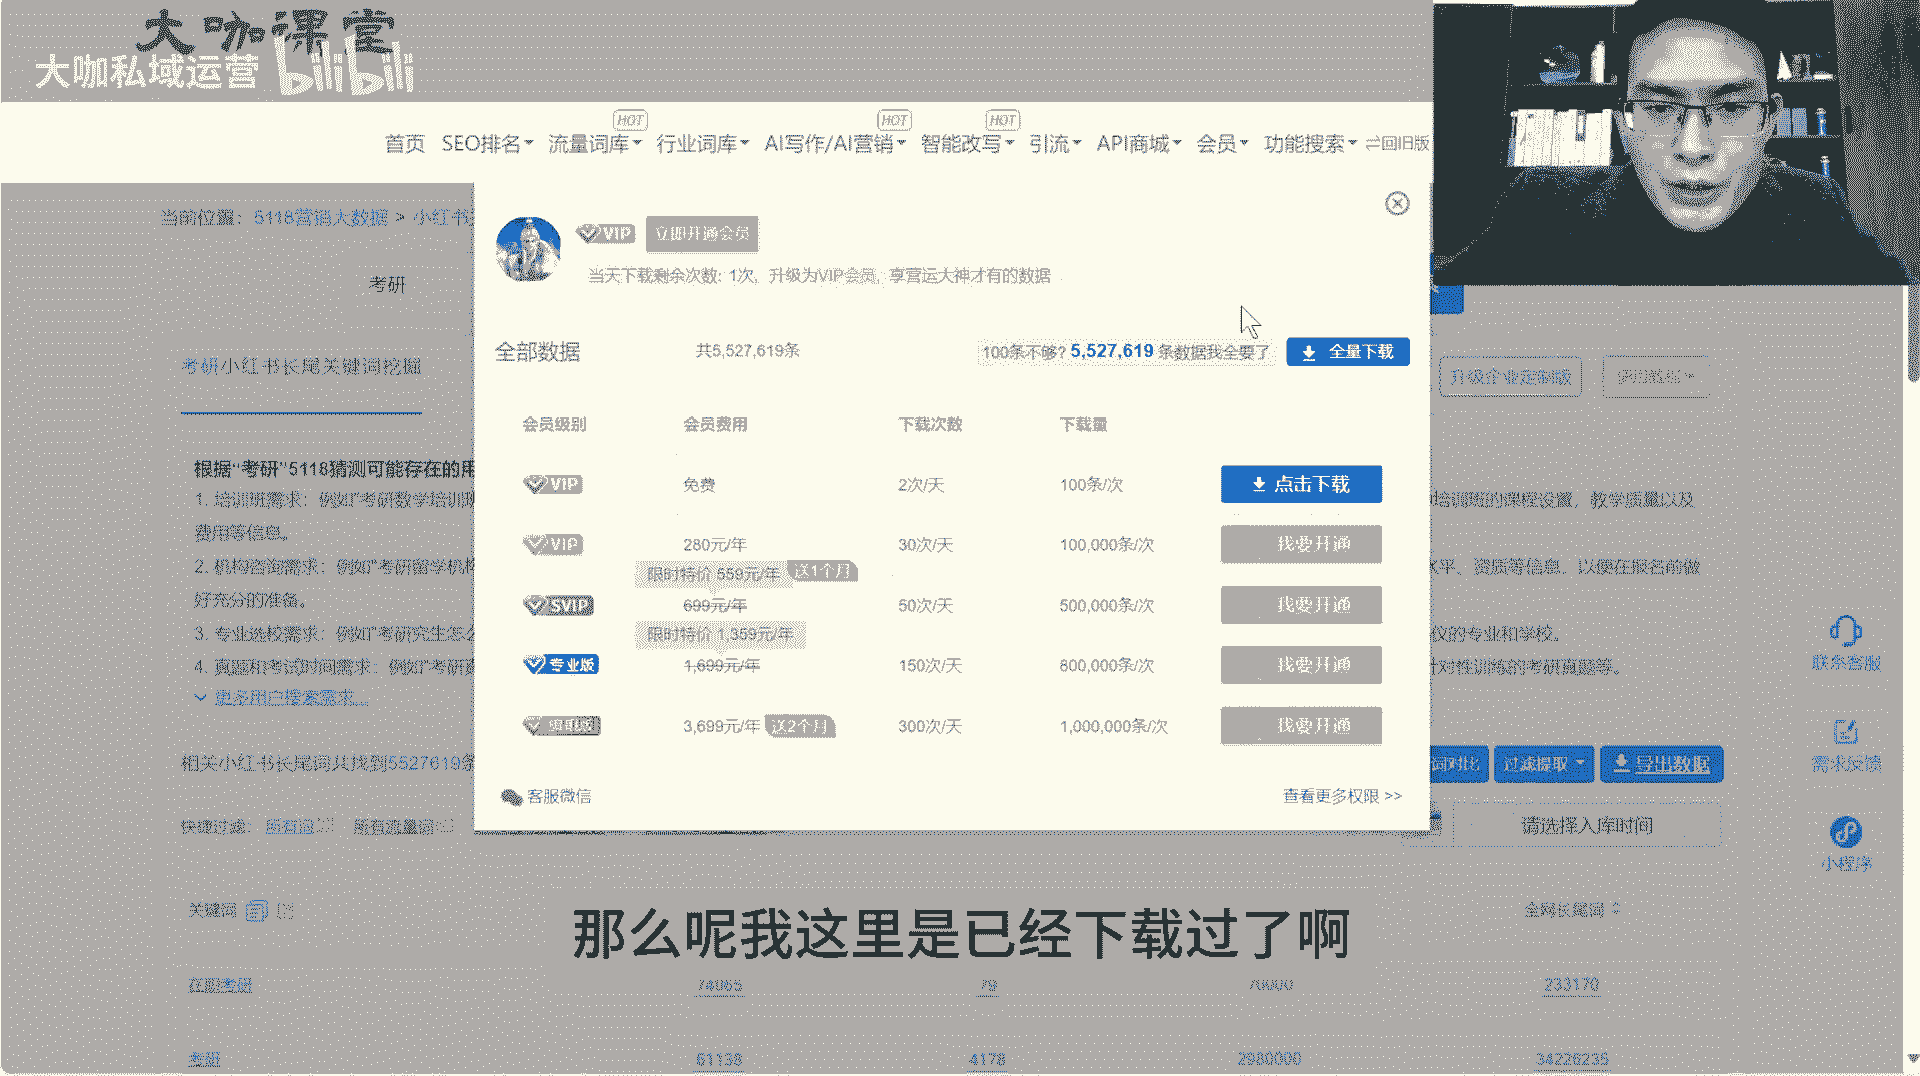 大咖课堂
大咖私域运营 bilibili
首页 SEO排名 流量词库 HOT 行业词库 AI写作/AI营销 HOT 智能改写 HOT 引流 API商城 会员 功能搜索 回旧版
当前位置：5118营销大数据 > 小红书
考研
VIP 立即开通会员
当天下载剩余次数：1次，升级为VIP会员，享营运大神才有的数据
全部数据 共5,527,619条 100条不够? 5,527,619 条数据我全要了 全量下载
考研小红书长尾关键词挖掘
升级企业定制版
会员级别 会员费用 下载次数 下载量
根据"考研"5118猜测可能存在的用
VIP 免费 2次/天 100条/次 点击下载
1. 培训班需求：例如"考研数学培训班
培训班的课程设置，教学质量以及
费用等信息。
VIP 280元/年 30次/天 100,000条/次 我要开通
2. 机构咨询需求：例如"考研留学机构
水平、资质等信息，以便在报名前做
好充分的准备。
限时特价 559元/年 送1个月
SVIP 699元/年 50次/天 500,000条/次 我要开通
3. 专业选校需求：例如"考研究生怎么
仪的专业和学校。
限时特价 1,359元/年
专业版 1,699元/年 150次/天 800,000条/次 我要开通
4. 真题和考试时间需求：例如"考研真
针对性训练的考研真题等。
更多用户搜索需求...
3,699元/年 送2个月 300次/天 1,000,000条/次 我要开通
联系客服
需求反馈
小程序
相关小红书长尾词共找到5527619条
词对比 过滤提取 导出数据
客服微信 查看更多权限 >>
快捷过滤： 所有词 所有流量词
请选择入库时间
关键词 全网长尾词
那么呢我这里是已经下载过了啊
在职考研 74065 79 70000 233170
考研 61138 4178 2980000 34226235